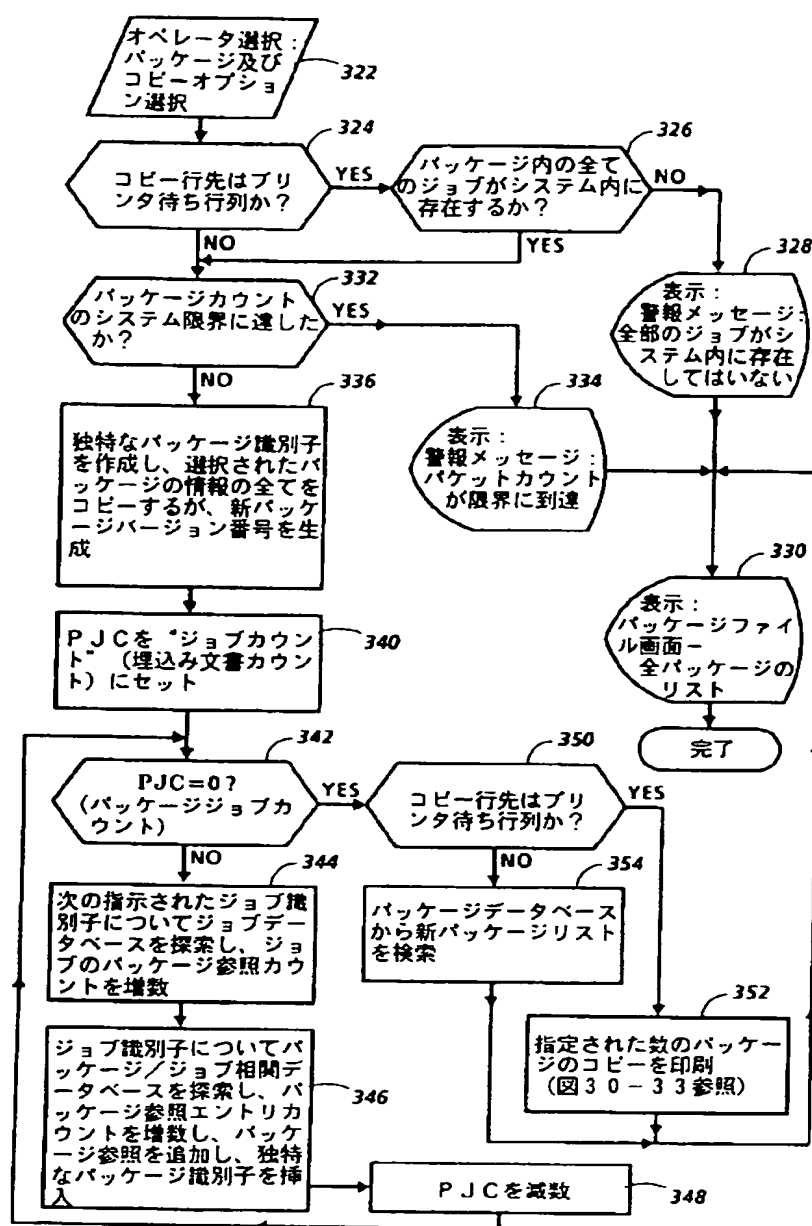 オペレータ選択：
パッケージ及び
コピーオプショ
ン選択
322
324
コピー行先はプリ
ンタ待ち行列か？
YES
NO
326
パッケージ内の全て
のジョブがシステム内に
存在するか？
NO
YES
328
表示：
警報メッセージ：
全部のジョブがシ
ステム内に存在
してはいない
332
パッケージカウント
のシステム限界に達した
か？
YES
NO
334
表示：
警報メッセージ：
パケットカウント
が限界に到達
336
独特なパッケージ識別子
を作成し、選択されたパ
ッケージの情報の全てを
コピーするが、新パッケ
ージバージョン番号を生
成
330
表示：
パッケージファイ
ル画面－
全パッケージの
リスト
完了
340
ＰＪＣを“ジョブカウン
ト”（埋込み文書カウン
ト）にセット
342
PJC=0？
（パッケージジョブカ
ウント）
YES
NO
350
コピー行先はプリ
ンタ待ち行列か？
YES
NO
344
次の指示されたジョブ識
別子についてジョブデー
タベースを探索し、ジョ
ブのパッケージ参照カウ
ントを増数
354
パッケージデータベース
から新パッケージリスト
を検索
352
指定された数のパッケー
ジのコピーを印刷
（図３０－３３参照）
346
ジョブ識別子についてパ
ッケージ／ジョブ相関デ
ータベースを探索し、パ
ッケージ参照エントリカ
ウントを増数し、パッケ
ージ参照を追加し、独特
なパッケージ識別子を挿
入
ＰＪＣを減数
348